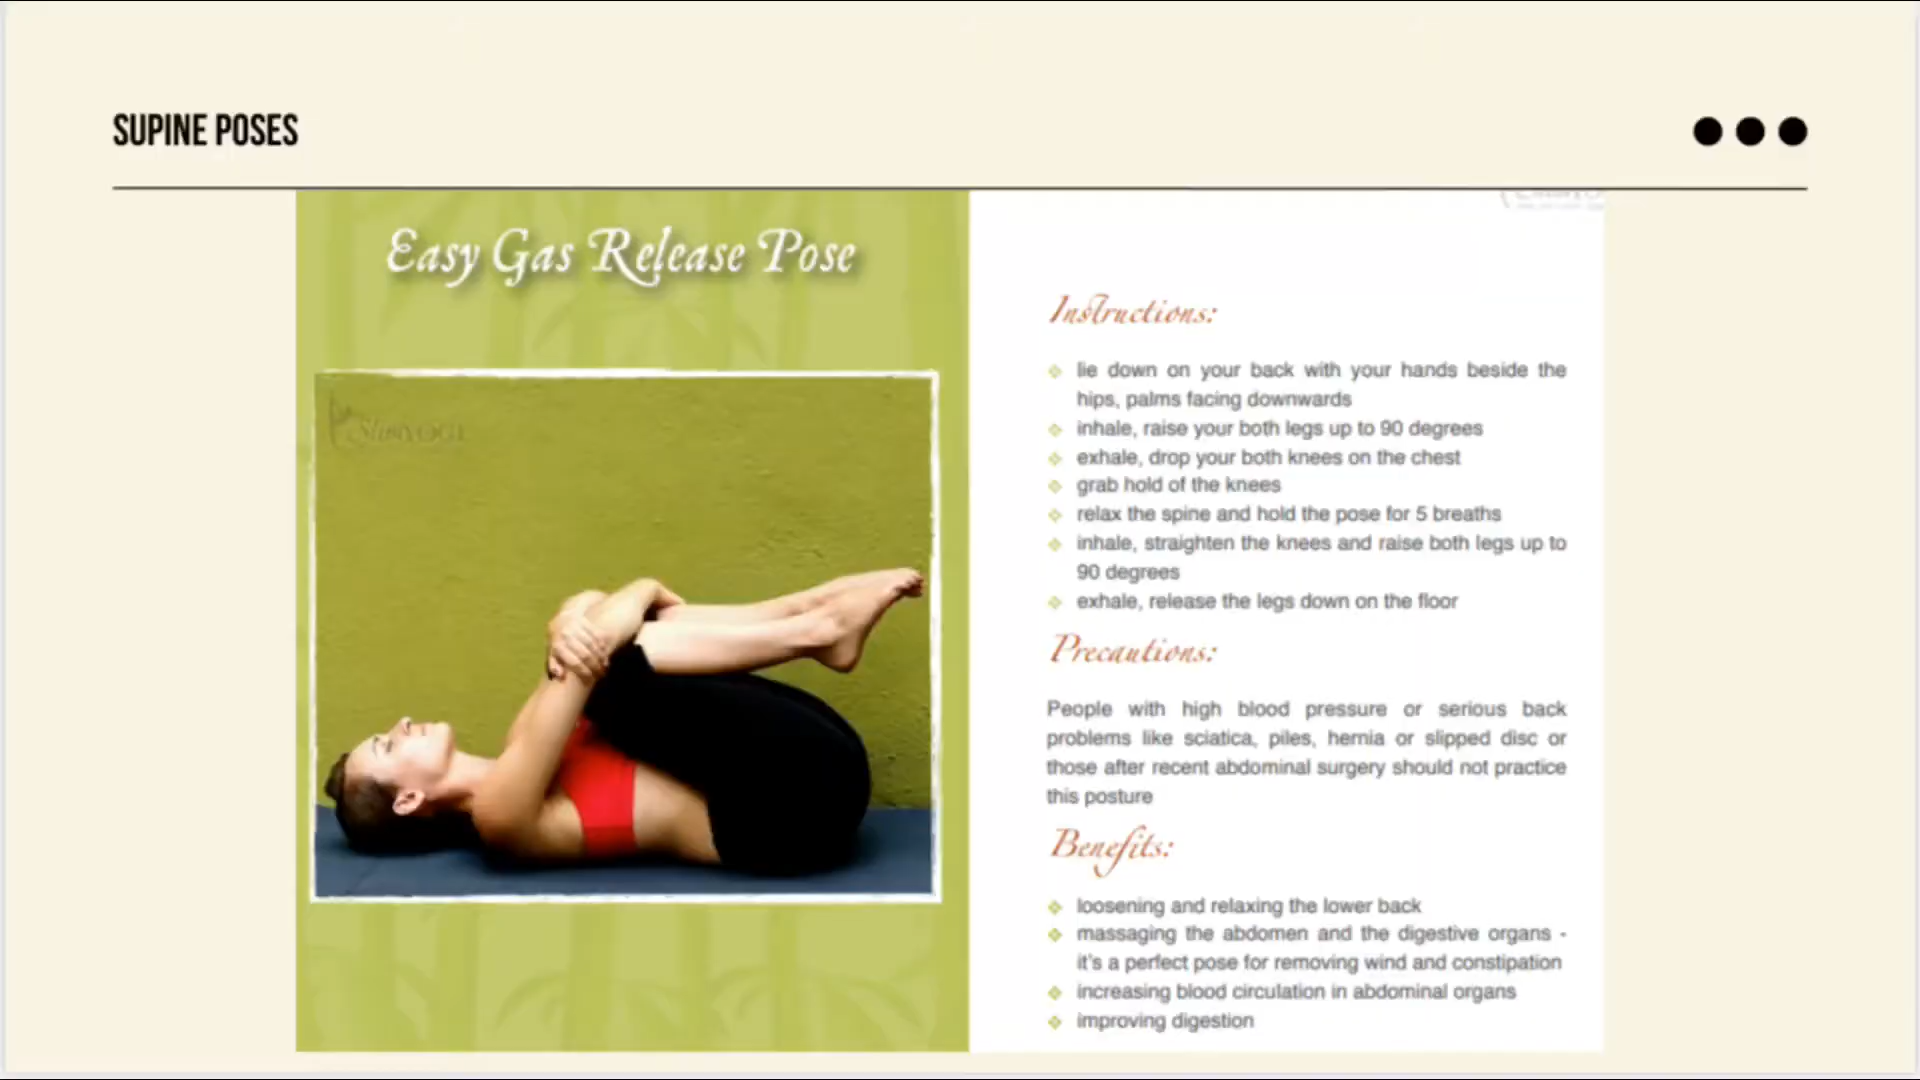 SUPINE POSES
Easy Gas Release Pose
SlimYOGI
Instructions:
lie down on your back with your hands beside the
hips, palms facing downwards
inhale, raise your both legs up to 90 degrees
exhale, drop your both knees on the chest
grab hold of the knees
relax the spine and hold the pose for 5 breaths
inhale, straighten the knees and raise both legs up to
90 degrees
exhale, release the legs down on the floor
Precautions:
People with high blood pressure or serious back
problems like sciatica, piles, hernia or slipped disc or
those after recent abdominal surgery should not practice
this posture
Benefits:
loosening and relaxing the lower back
massaging the abdomen and the digestive organs -
it's a perfect pose for removing wind and constipation
increasing blood circulation in abdominal organs
improving digestion